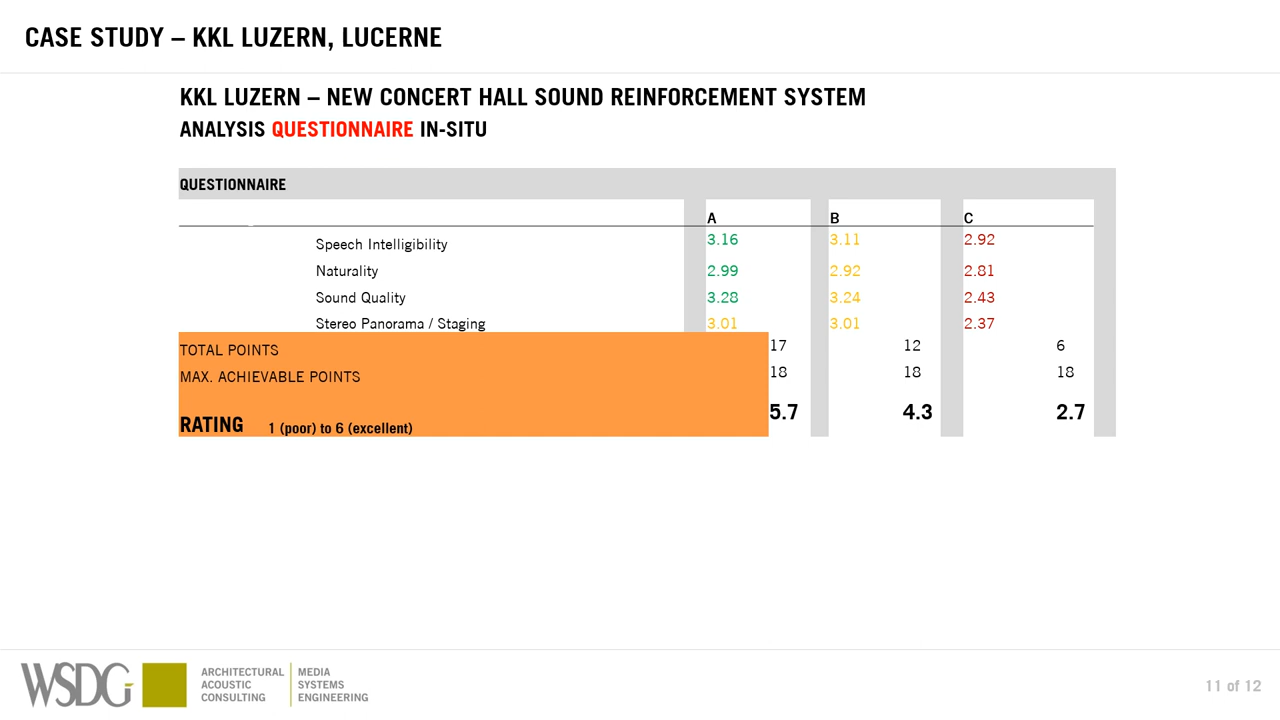 CASE STUDY – KKL LUZERN, LUCERNE
KKL LUZERN – NEW CONCERT HALL SOUND REINFORCEMENT SYSTEM
ANALYSIS QUESTIONNAIRE IN-SITU
QUESTIONNAIRE
A B C
Speech Intelligibility 3.16 3.11 2.92
Naturality 2.99 2.92 2.81
Sound Quality 3.28 3.24 2.43
Stereo Panorama / Staging 3.01 3.01 2.37
TOTAL POINTS 17 12 6
MAX. ACHIEVABLE POINTS 18 18 18
RATING 1 (poor) to 6 (excellent) 5.7 4.3 2.7
WSDG
ARCHITECTURAL
ACOUSTIC
CONSULTING
MEDIA
SYSTEMS
ENGINEERING
11 of 12